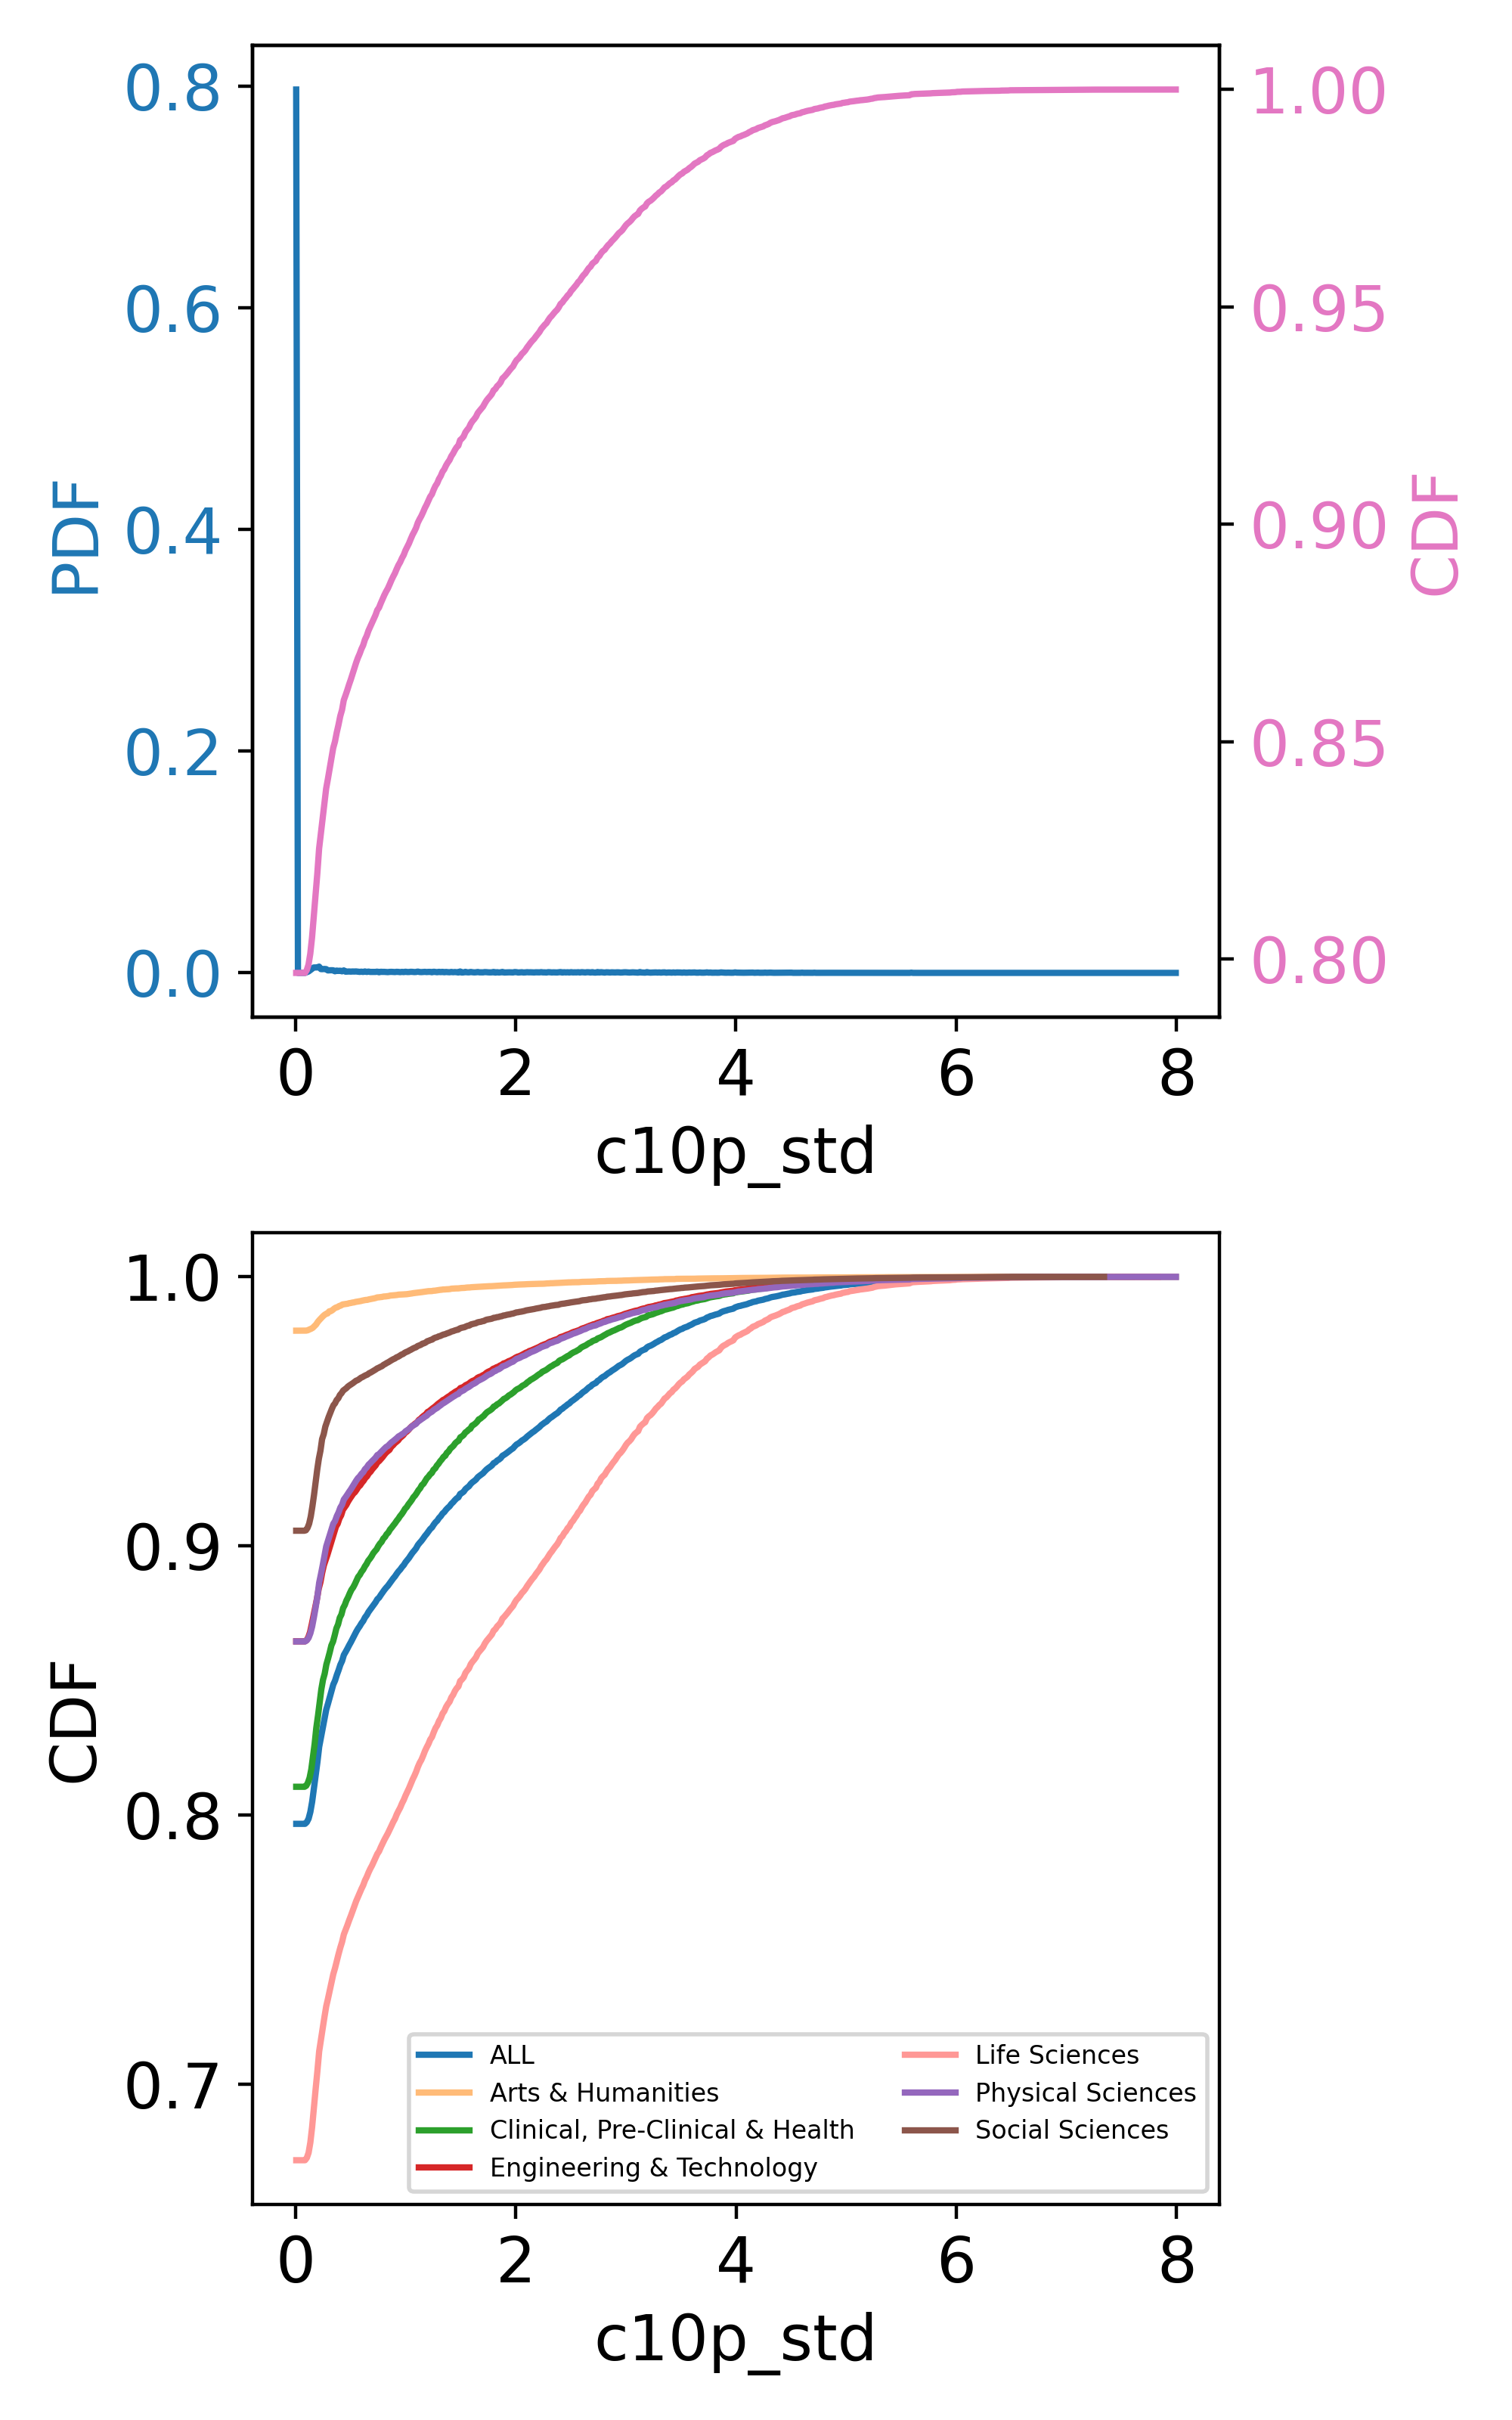 0.8
0.6
0.4
0.2
0.0
PDF
1.00
0.95
0.90
0.85
0.80
CDF
0 2 4 6 8
c10p_std
1.0
0.9
0.8
0.7
CDF
ALL
Arts & Humanities
Clinical, Pre-Clinical & Health
Engineering & Technology
Life Sciences
Physical Sciences
Social Sciences
0 2 4 6 8
c10p_std